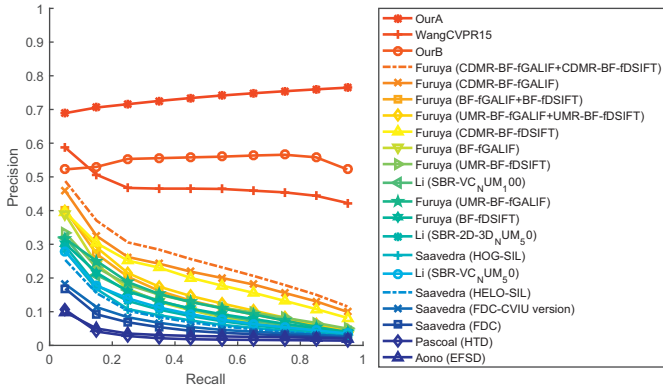 1
0.9
0.8
0.7
0.6
0.5
0.4
0.3
0.2
0.1
0
Precision
0 0.2 0.4 0.6 0.8 1
Recall
OurA
WangCVPR15
OurB
Furuya (CDMR-BF-fGALIF+CDMR-BF-fDSIFT)
Furuya (CDMR-BF-fGALIF)
Furuya (BF-fGALIF+BF-fDSIFT)
Furuya (UMR-BF-fGALIF+UMR-BF-fDSIFT)
Furuya (CDMR-BF-fDSIFT)
Furuya (BF-fGALIF)
Furuya (UMR-BF-fDSIFT)
Li (SBR-VC_NUM_100)
Furuya (UMR-BF-fGALIF)
Furuya (BF-fDSIFT)
Li (SBR-2D-3D_NUM_50)
Saavedra (HOG-SIL)
Li (SBR-VC_NUM_50)
Saavedra (HELO-SIL)
Saavedra (FDC-CVIU version)
Saavedra (FDC)
Pascoal (HTD)
Aono (EFSD)